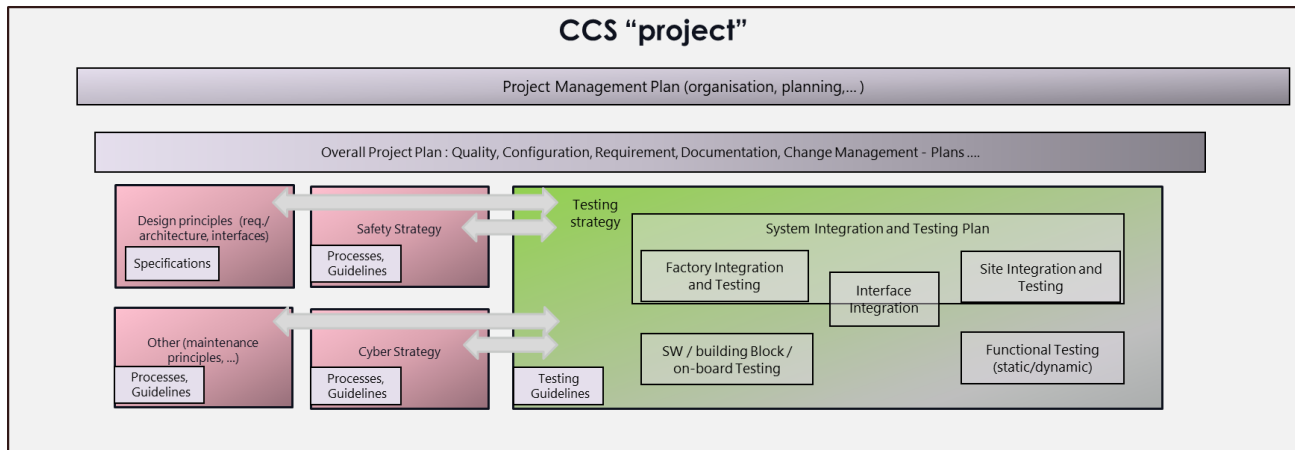 CCS “project”
Project Management Plan (organisation, planning,... )
Overall Project Plan : Quality, Configuration, Requirement, Documentation, Change Management - Plans ....
Design principles (req./
architecture, interfaces)
Specifications
Safety Strategy
Processes,
Guidelines
Testing
strategy
System Integration and Testing Plan
Factory Integration
and Testing
Interface
Integration
Site Integration and
Testing
Other (maintenance
principles, ...)
Processes,
Guidelines
Cyber Strategy
Processes,
Guidelines
Testing
Guidelines
SW / building Block /
on-board Testing
Functional Testing
(static/dynamic)